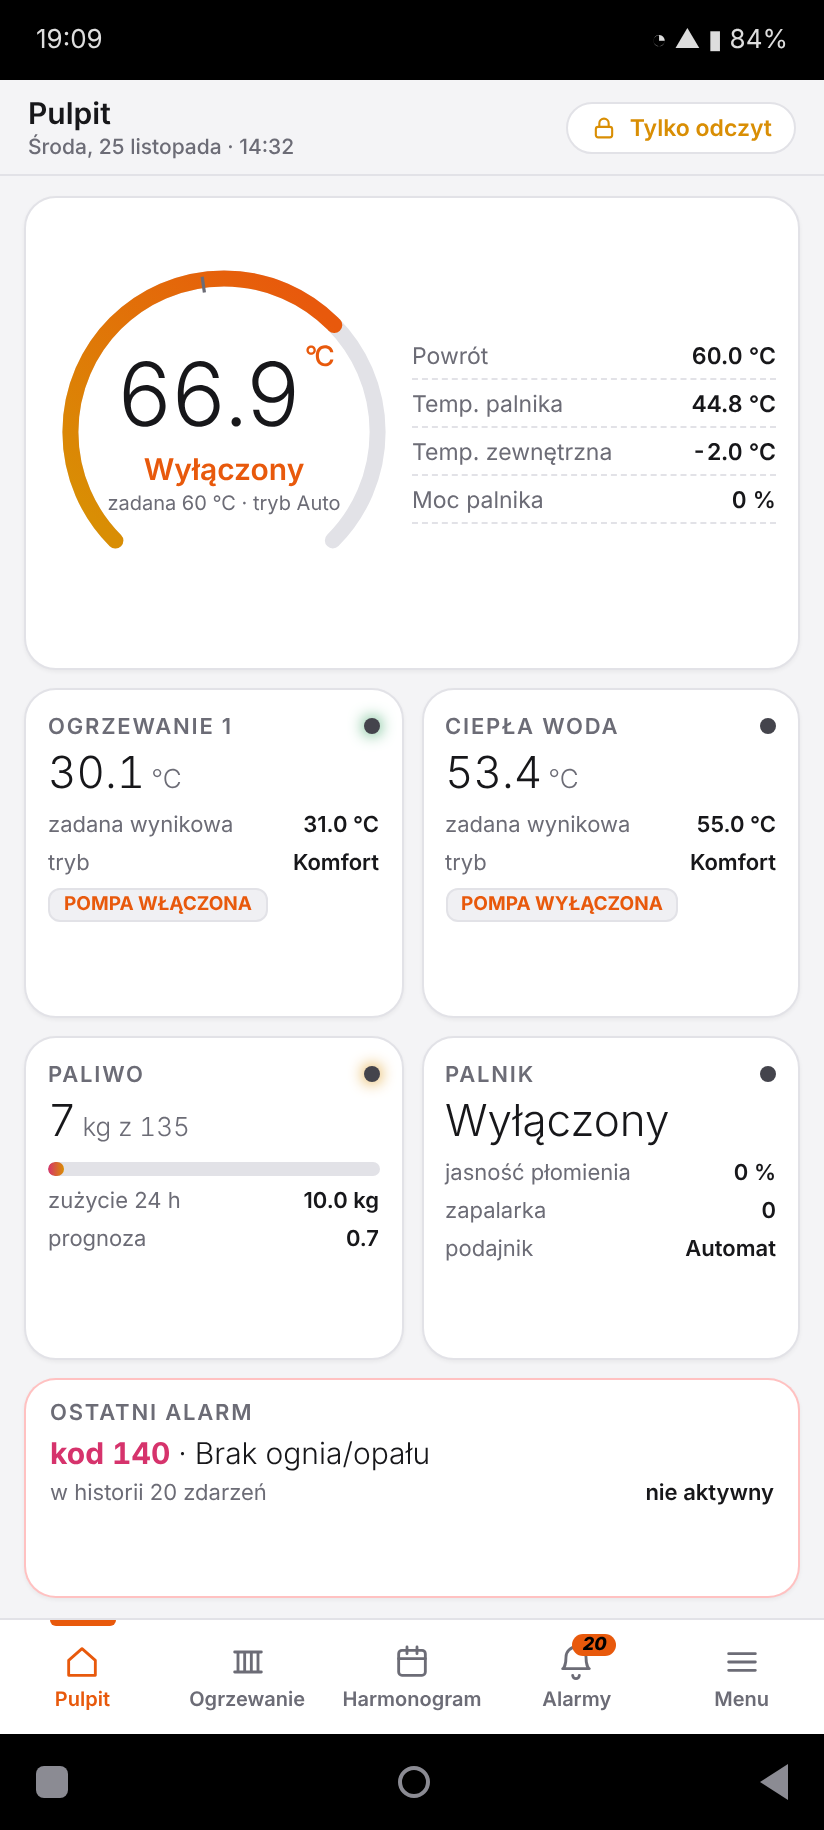 19:09
84%
Pulpit
Środa, 25 listopada · 14:32
Tylko odczyt
66.9 °C
Wyłączony
zadana 60 °C · tryb Auto
Powrót 60.0 °C
Temp. palnika 44.8 °C
Temp. zewnętrzna -2.0 °C
Moc palnika 0 %
OGRZEWANIE 1
30.1 °C
zadana wynikowa 31.0 °C
tryb Komfort
POMPA WŁĄCZONA
CIEPŁA WODA
53.4 °C
zadana wynikowa 55.0 °C
tryb Komfort
POMPA WYŁĄCZONA
PALIWO
7 kg z 135
zużycie 24 h 10.0 kg
prognoza 0.7
PALNIK
Wyłączony
jasność płomienia 0 %
zapalarka 0
podajnik Automat
OSTATNI ALARM
kod 140 · Brak ognia/opału
w historii 20 zdarzeń nie aktywny
20
Pulpit Ogrzewanie Harmonogram Alarmy Menu